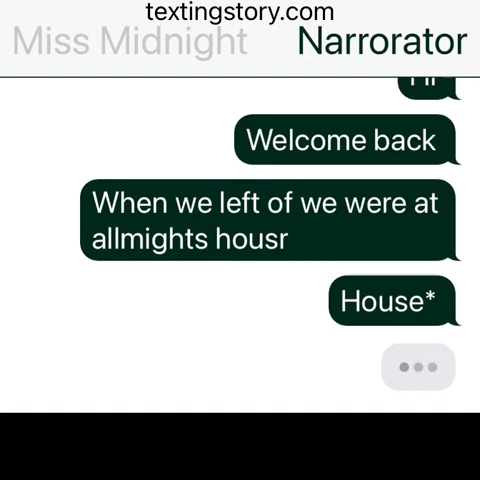 textingstory.com
Miss Midnight Narrorator
Welcome back
When we left of we were at
allmights housr
House*